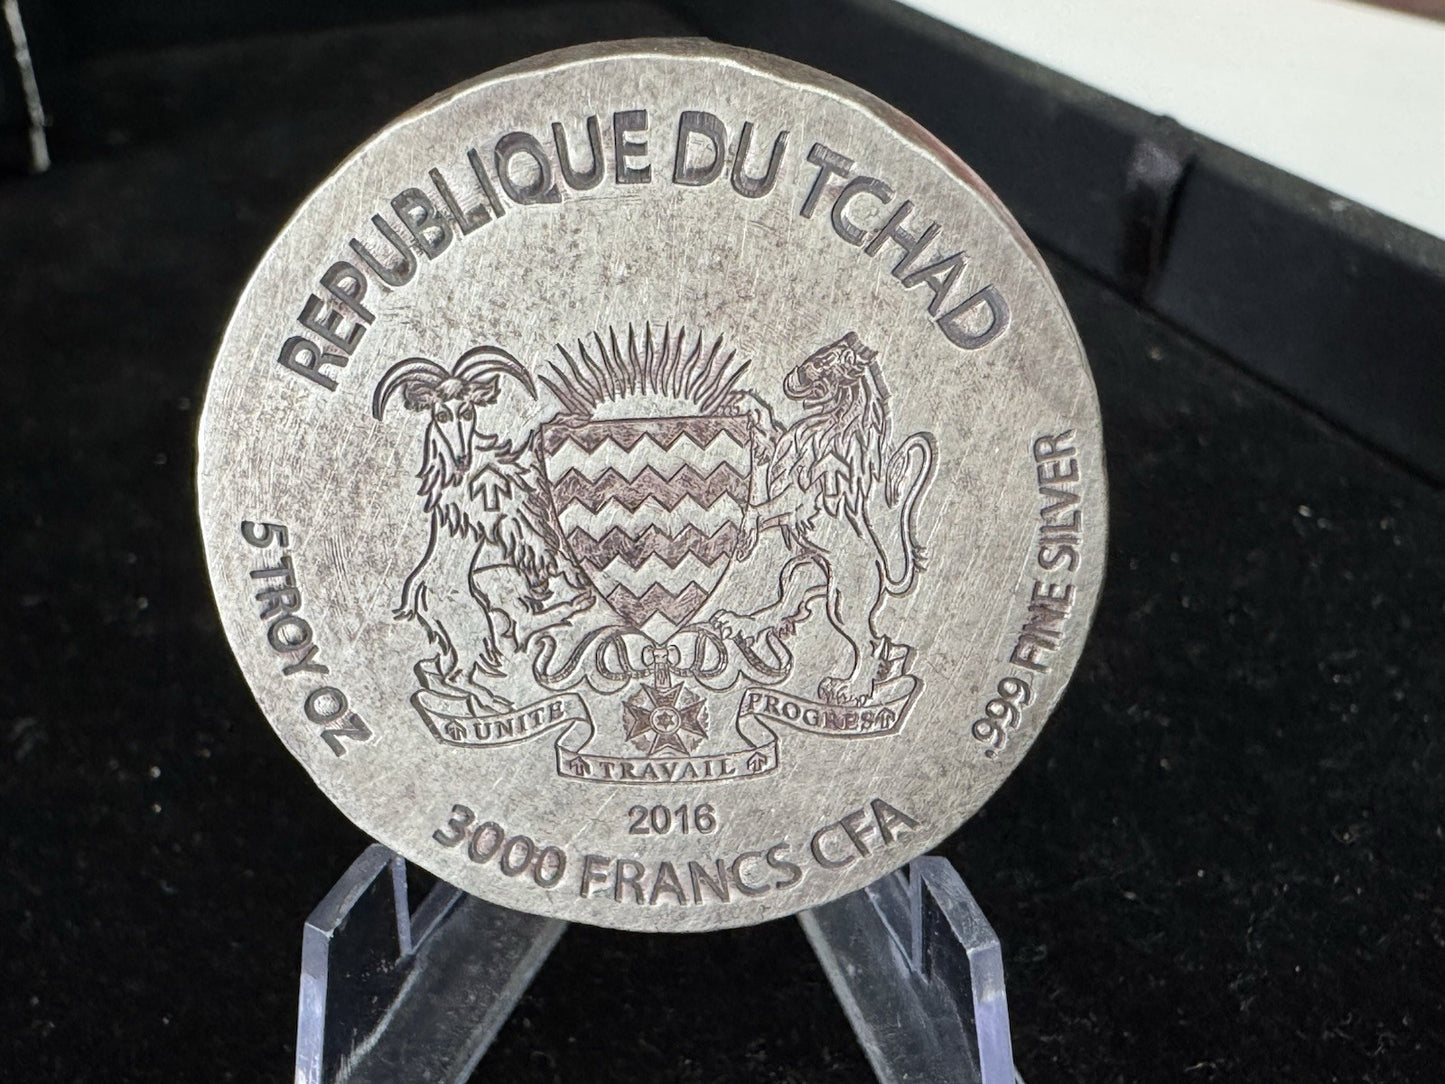 REPUBLIQUE DU TCHAD
5 TROY OZ
.999 FINE SILVER
UNITE
TRAVAIL
PROGRES
2016
3000 FRANCS CFA